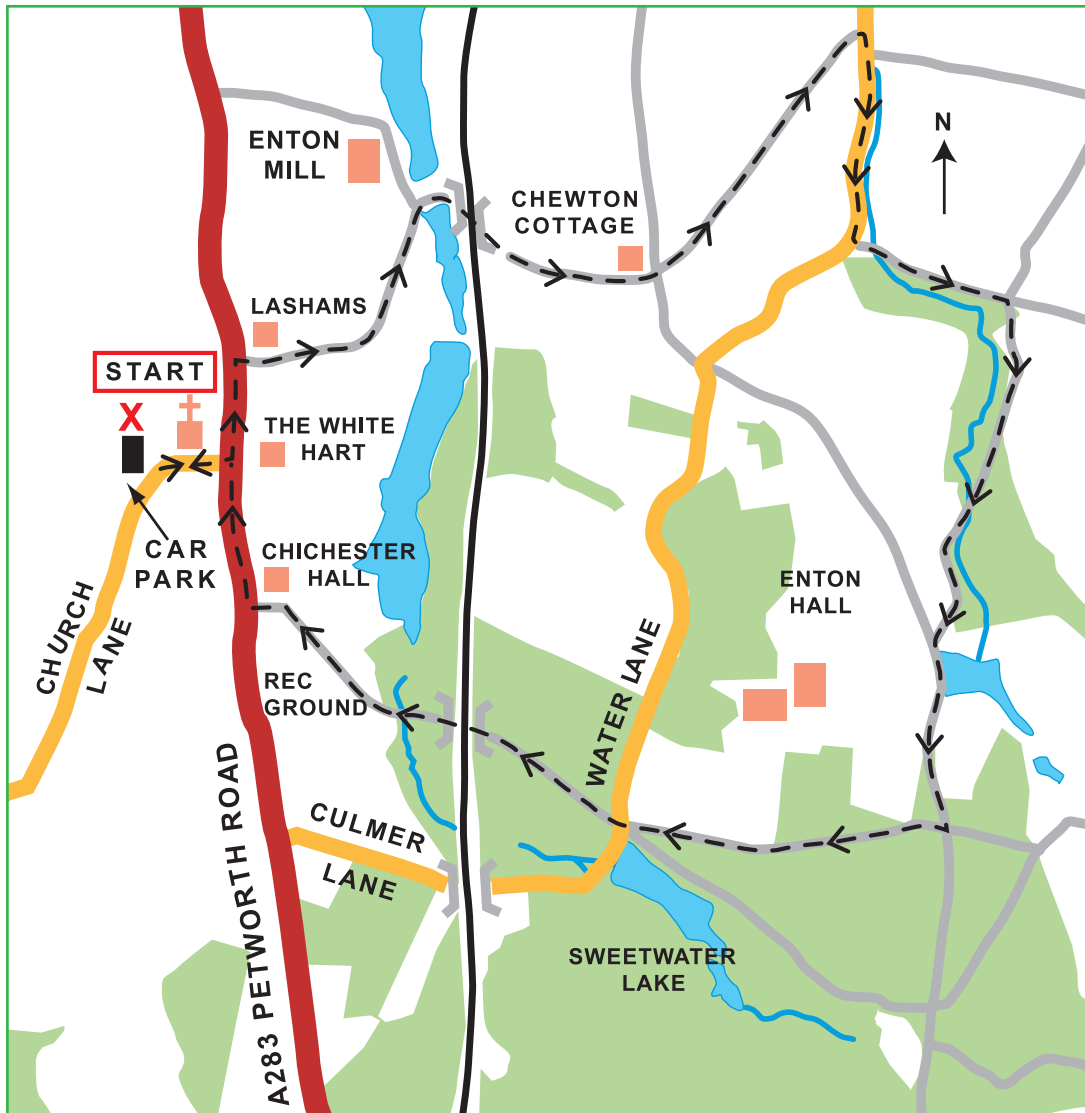 N
ENTON
MILL
CHEWTON
COTTAGE
LASHAMS
START
X
THE WHITE
HART
CAR
PARK
CHICHESTER
HALL
ENTON
HALL
CHURCH
LANE
REC
GROUND
WATER LANE
CULMER
LANE
A283 PETWORTH ROAD
SWEETWATER
LAKE